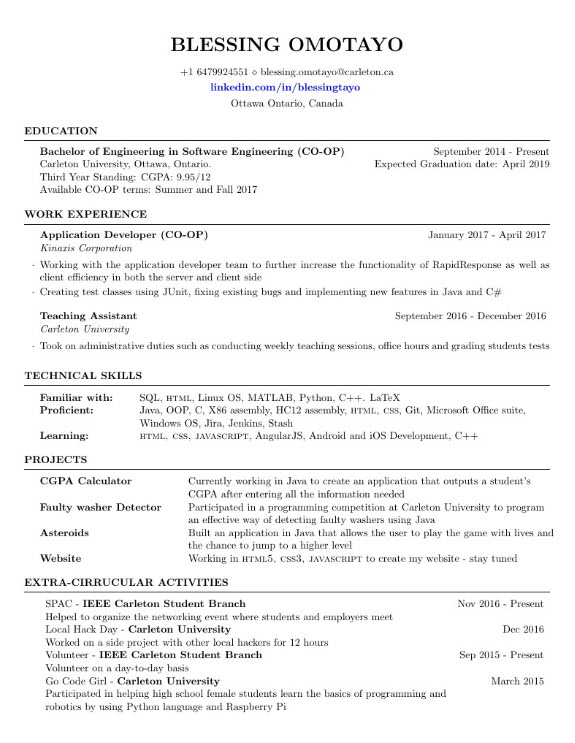 BLESSING OMOTAYO
+1 6479924551 ⋄ blessing.omotayo@carleton.ca
linkedin.com/in/blessingtayo
Ottawa Ontario, Canada
EDUCATION
Bachelor of Engineering in Software Engineering (CO-OP) September 2014 - Present
Carleton University, Ottawa, Ontario. Expected Graduation date: April 2019
Third Year Standing: CGPA: 9.95/12
Available CO-OP terms: Summer and Fall 2017
WORK EXPERIENCE
Application Developer (CO-OP) January 2017 - April 2017
Kinaxis Corporation
· Working with the application developer team to further increase the functionality of RapidResponse as well as
client efficiency in both the server and client side
· Creating test classes using JUnit, fixing existing bugs and implementing new features in Java and C#
Teaching Assistant September 2016 - December 2016
Carleton University
· Took on administrative duties such as conducting weekly teaching sessions, office hours and grading students tests
TECHNICAL SKILLS
Familiar with: SQL, HTML, Linux OS, MATLAB, Python, C++. LaTeX
Proficient: Java, OOP, C, X86 assembly, HC12 assembly, HTML, CSS, Git, Microsoft Office suite,
Windows OS, Jira, Jenkins, Stash
Learning: HTML, CSS, JAVASCRIPT, AngularJS, Android and iOS Development, C++
PROJECTS
CGPA Calculator Currently working in Java to create an application that outputs a student's
CGPA after entering all the information needed
Faulty washer Detector Participated in a programming competition at Carleton University to program
an effective way of detecting faulty washers using Java
Asteroids Built an application in Java that allows the user to play the game with lives and
the chance to jump to a higher level
Website Working in HTML5, CSS3, JAVASCRIPT to create my website - stay tuned
EXTRA-CIRRUCULAR ACTIVITIES
SPAC - IEEE Carleton Student Branch Nov 2016 - Present
Helped to organize the networking event where students and employers meet
Local Hack Day - Carleton University Dec 2016
Worked on a side project with other local hackers for 12 hours
Volunteer - IEEE Carleton Student Branch Sep 2015 - Present
Volunteer on a day-to-day basis
Go Code Girl - Carleton University March 2015
Participated in helping high school female students learn the basics of programming and
robotics by using Python language and Raspberry Pi